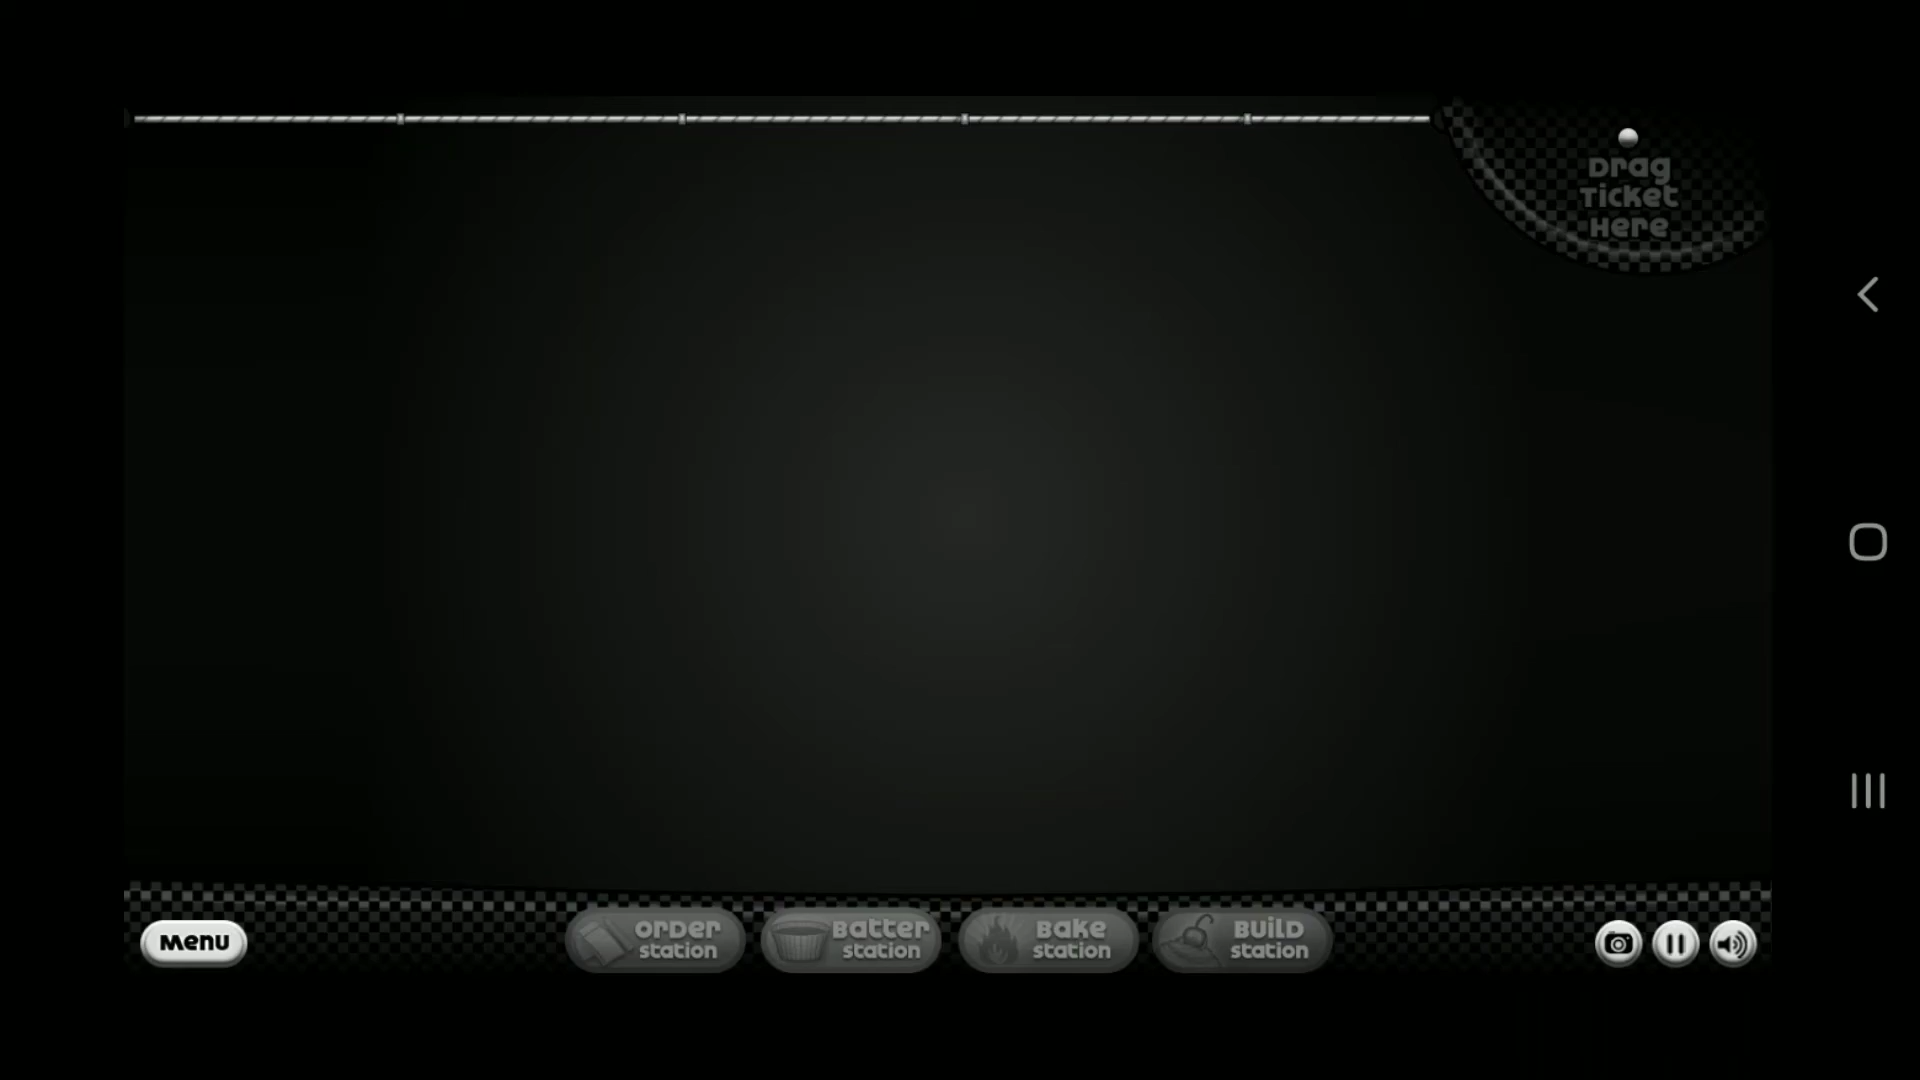 Drag
Ticket
Here
menu
Order
station
Batter
station
Bake
station
Build
station